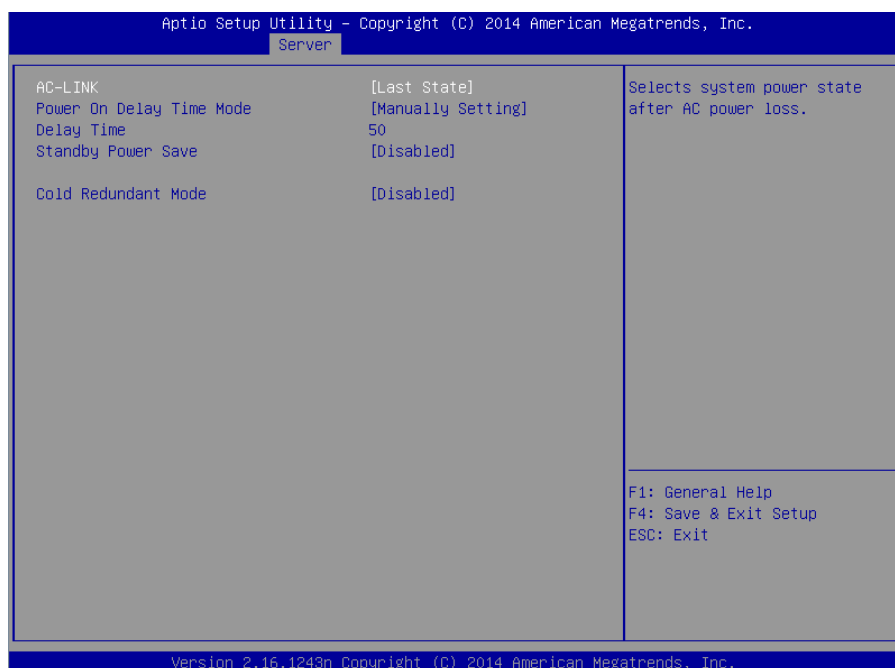 Aptio Setup Utility – Copyright (C) 2014 American Megatrends, Inc.
Server
AC-LINK [Last State]
Power On Delay Time Mode [Manually Setting]
Delay Time 50
Standby Power Save [Disabled]
Cold Redundant Mode [Disabled]
Selects system power state
after AC power loss.
F1: General Help
F4: Save & Exit Setup
ESC: Exit
Version 2.16.1243n Copyright (C) 2014 American Megatrends, Inc.